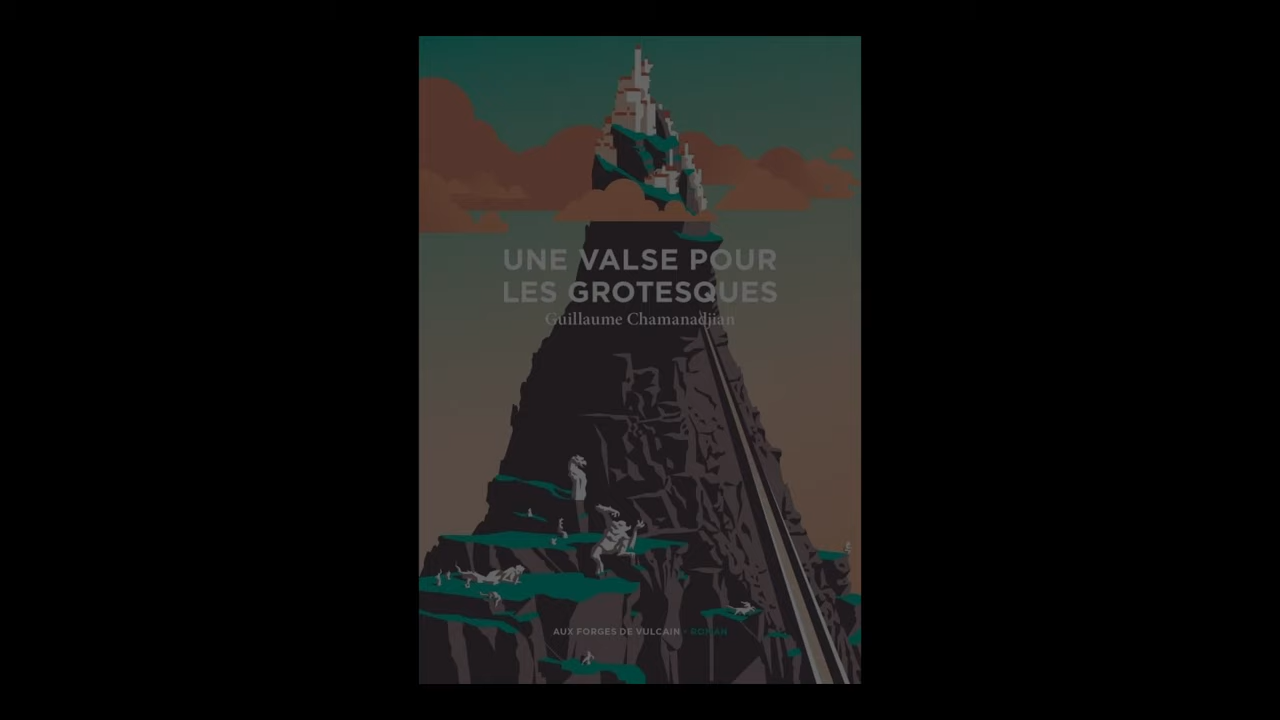 UNE VALSE POUR
LES GROTESQUES
Guillaume Chamanadjian
AUX FORGES DE VULCAIN • ROMAN